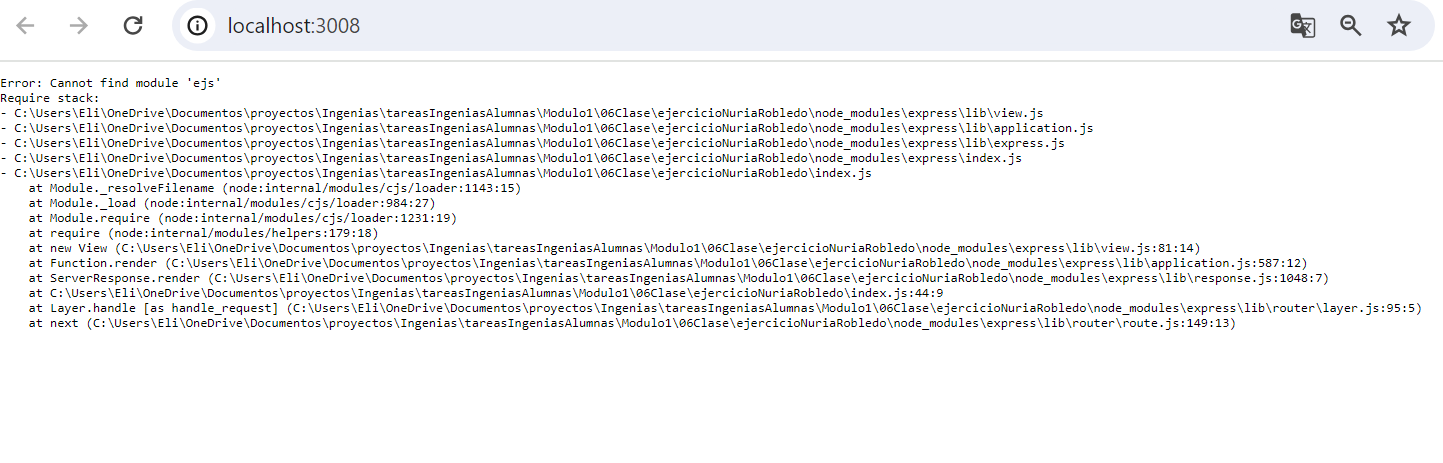 localhost:3008
Error: Cannot find module 'ejs'
Require stack:
- C:\Users\Eli\OneDrive\Documentos\proyectos\Ingenias\tareasIngeniasAlumnas\Modulo1\06Clase\ejercicioNuriaRobledo\node_modules\express\lib\view.js
- C:\Users\Eli\OneDrive\Documentos\proyectos\Ingenias\tareasIngeniasAlumnas\Modulo1\06Clase\ejercicioNuriaRobledo\node_modules\express\lib\application.js
- C:\Users\Eli\OneDrive\Documentos\proyectos\Ingenias\tareasIngeniasAlumnas\Modulo1\06Clase\ejercicioNuriaRobledo\node_modules\express\lib\express.js
- C:\Users\Eli\OneDrive\Documentos\proyectos\Ingenias\tareasIngeniasAlumnas\Modulo1\06Clase\ejercicioNuriaRobledo\node_modules\express\index.js
- C:\Users\Eli\OneDrive\Documentos\proyectos\Ingenias\tareasIngeniasAlumnas\Modulo1\06Clase\ejercicioNuriaRobledo\index.js
    at Module._resolveFilename (node:internal/modules/cjs/loader:1143:15)
    at Module._load (node:internal/modules/cjs/loader:984:27)
    at Module.require (node:internal/modules/cjs/loader:1231:19)
    at require (node:internal/modules/helpers:179:18)
    at new View (C:\Users\Eli\OneDrive\Documentos\proyectos\Ingenias\tareasIngeniasAlumnas\Modulo1\06Clase\ejercicioNuriaRobledo\node_modules\express\lib\view.js:81:14)
    at Function.render (C:\Users\Eli\OneDrive\Documentos\proyectos\Ingenias\tareasIngeniasAlumnas\Modulo1\06Clase\ejercicioNuriaRobledo\node_modules\express\lib\application.js:587:12)
    at ServerResponse.render (C:\Users\Eli\OneDrive\Documentos\proyectos\Ingenias\tareasIngeniasAlumnas\Modulo1\06Clase\ejercicioNuriaRobledo\node_modules\express\lib\response.js:1048:7)
    at C:\Users\Eli\OneDrive\Documentos\proyectos\Ingenias\tareasIngeniasAlumnas\Modulo1\06Clase\ejercicioNuriaRobledo\index.js:44:9
    at Layer.handle [as handle_request] (C:\Users\Eli\OneDrive\Documentos\proyectos\Ingenias\tareasIngeniasAlumnas\Modulo1\06Clase\ejercicioNuriaRobledo\node_modules\express\lib\router\layer.js:95:5)
    at next (C:\Users\Eli\OneDrive\Documentos\proyectos\Ingenias\tareasIngeniasAlumnas\Modulo1\06Clase\ejercicioNuriaRobledo\node_modules\express\lib\router\route.js:149:13)